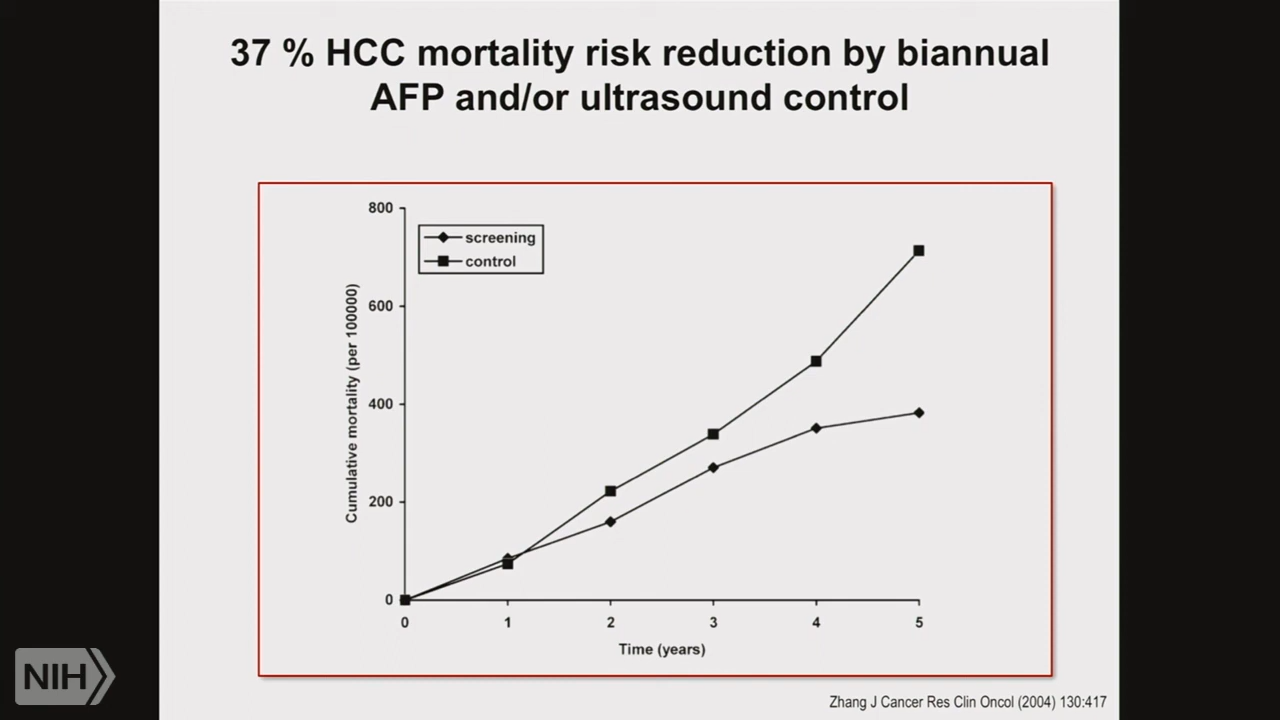 37 % HCC mortality risk reduction by biannual
AFP and/or ultrasound control
800
600
400
200
0
Cumulative mortality (per 100000)
screening
control
0 1 2 3 4 5
Time (years)
NIH
Zhang J Cancer Res Clin Oncol (2004) 130:417